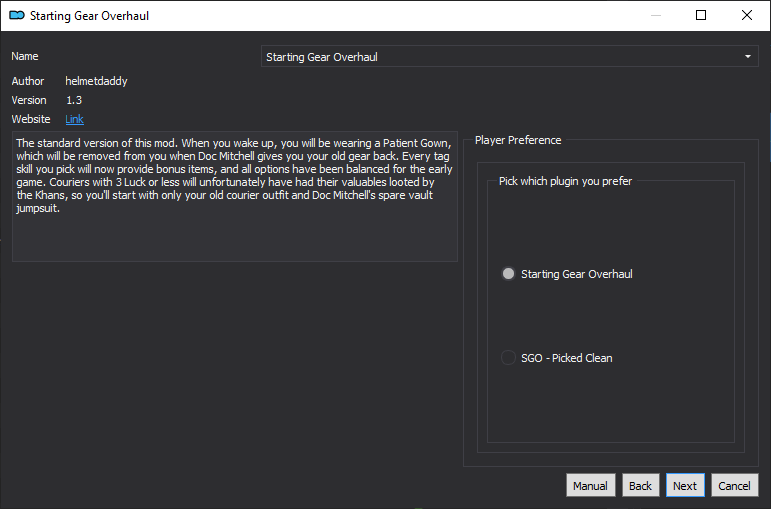 Starting Gear Overhaul
Name
Starting Gear Overhaul
Author helmetdaddy
Version 1.3
Website Link
The standard version of this mod. When you wake up, you will be wearing a Patient Gown,
which will be removed from you when Doc Mitchell gives you your old gear back. Every tag
skill you pick will now provide bonus items, and all options have been balanced for the early
game. Couriers with 3 Luck or less will unfortunately have had their valuables looted by
the Khans, so you'll start with only your old courier outfit and Doc Mitchell's spare vault
jumpsuit.
Player Preference
Pick which plugin you prefer
Starting Gear Overhaul
SGO - Picked Clean
Manual Back Next Cancel